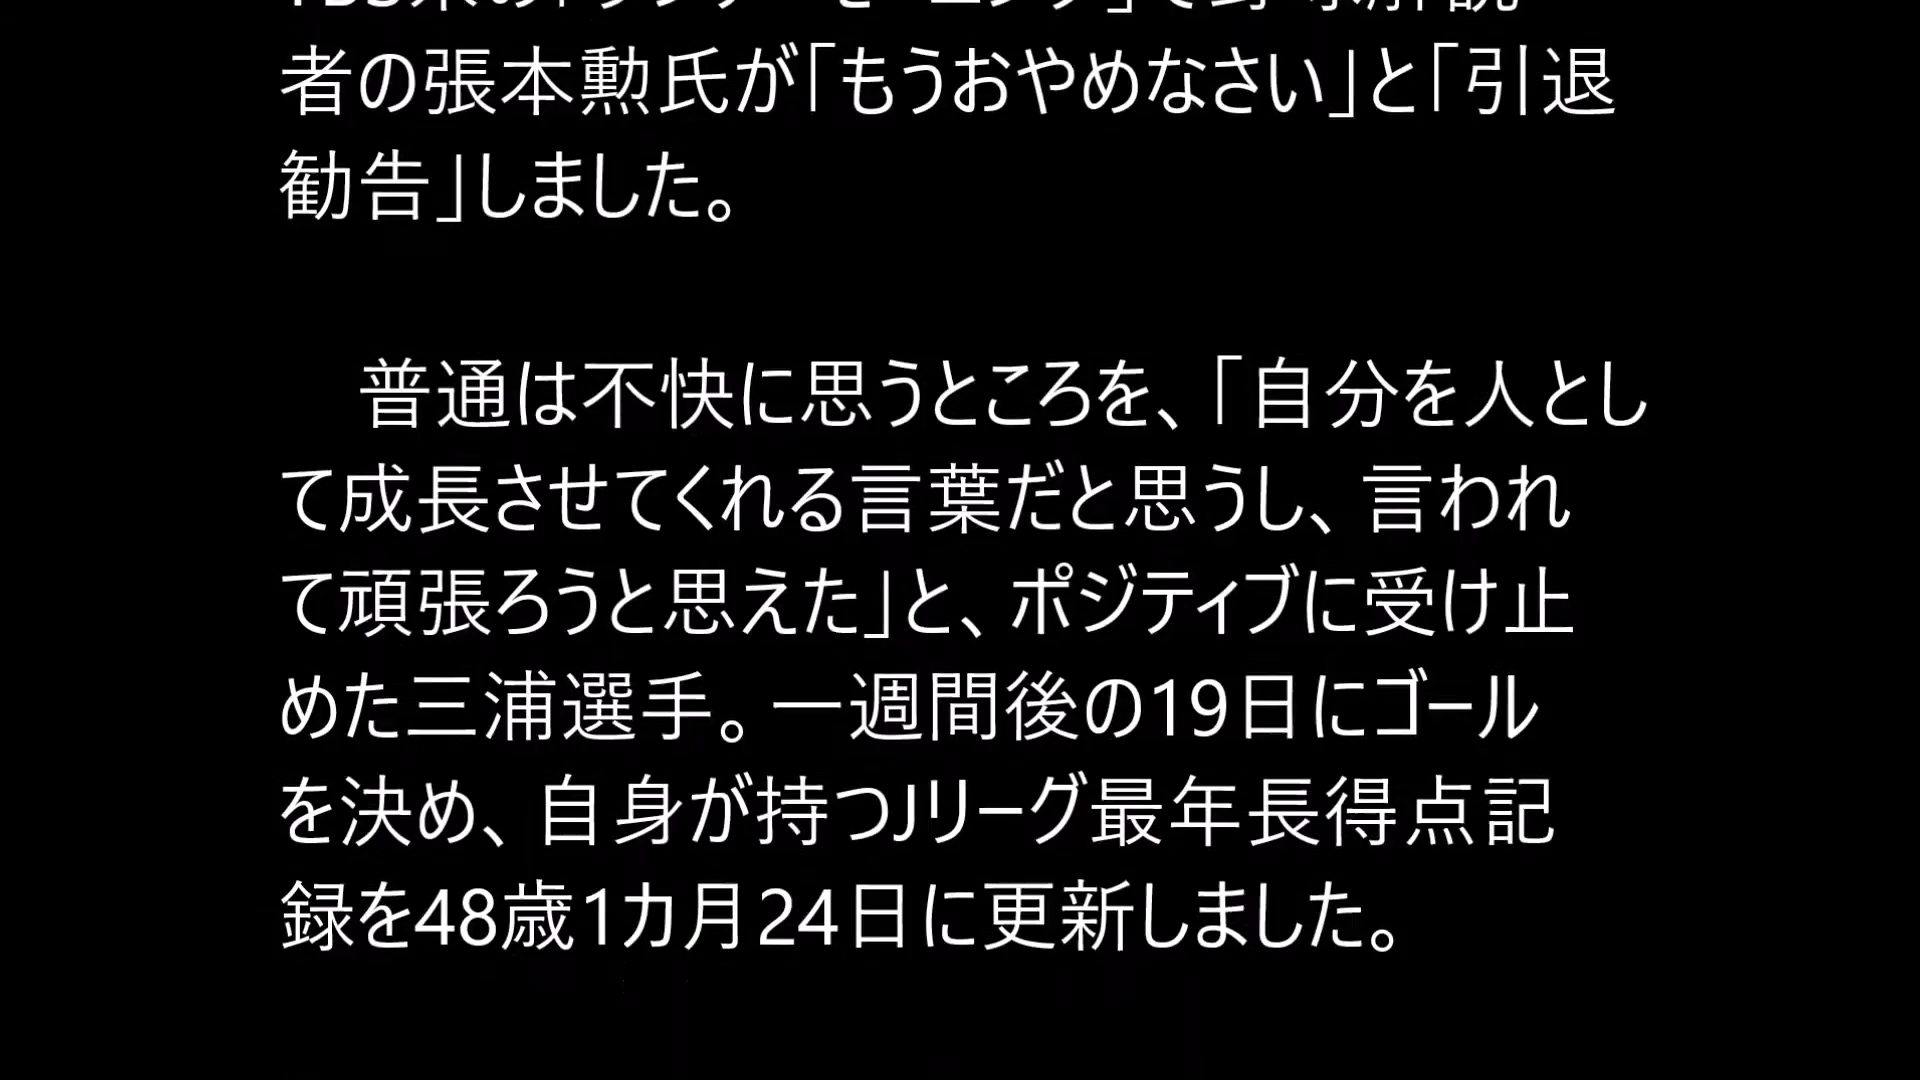 者の張本勲氏が「もうおやめなさい」と「引退
勧告」しました。
普通は不快に思うところを、「自分を人とし
て成長させてくれる言葉だと思うし、言われ
て頑張ろうと思えた」と、ポジティブに受け止
めた三浦選手。一週間後の19日にゴール
を決め、自身が持つJリーグ最年長得点記
録を48歳1カ月24日に更新しました。